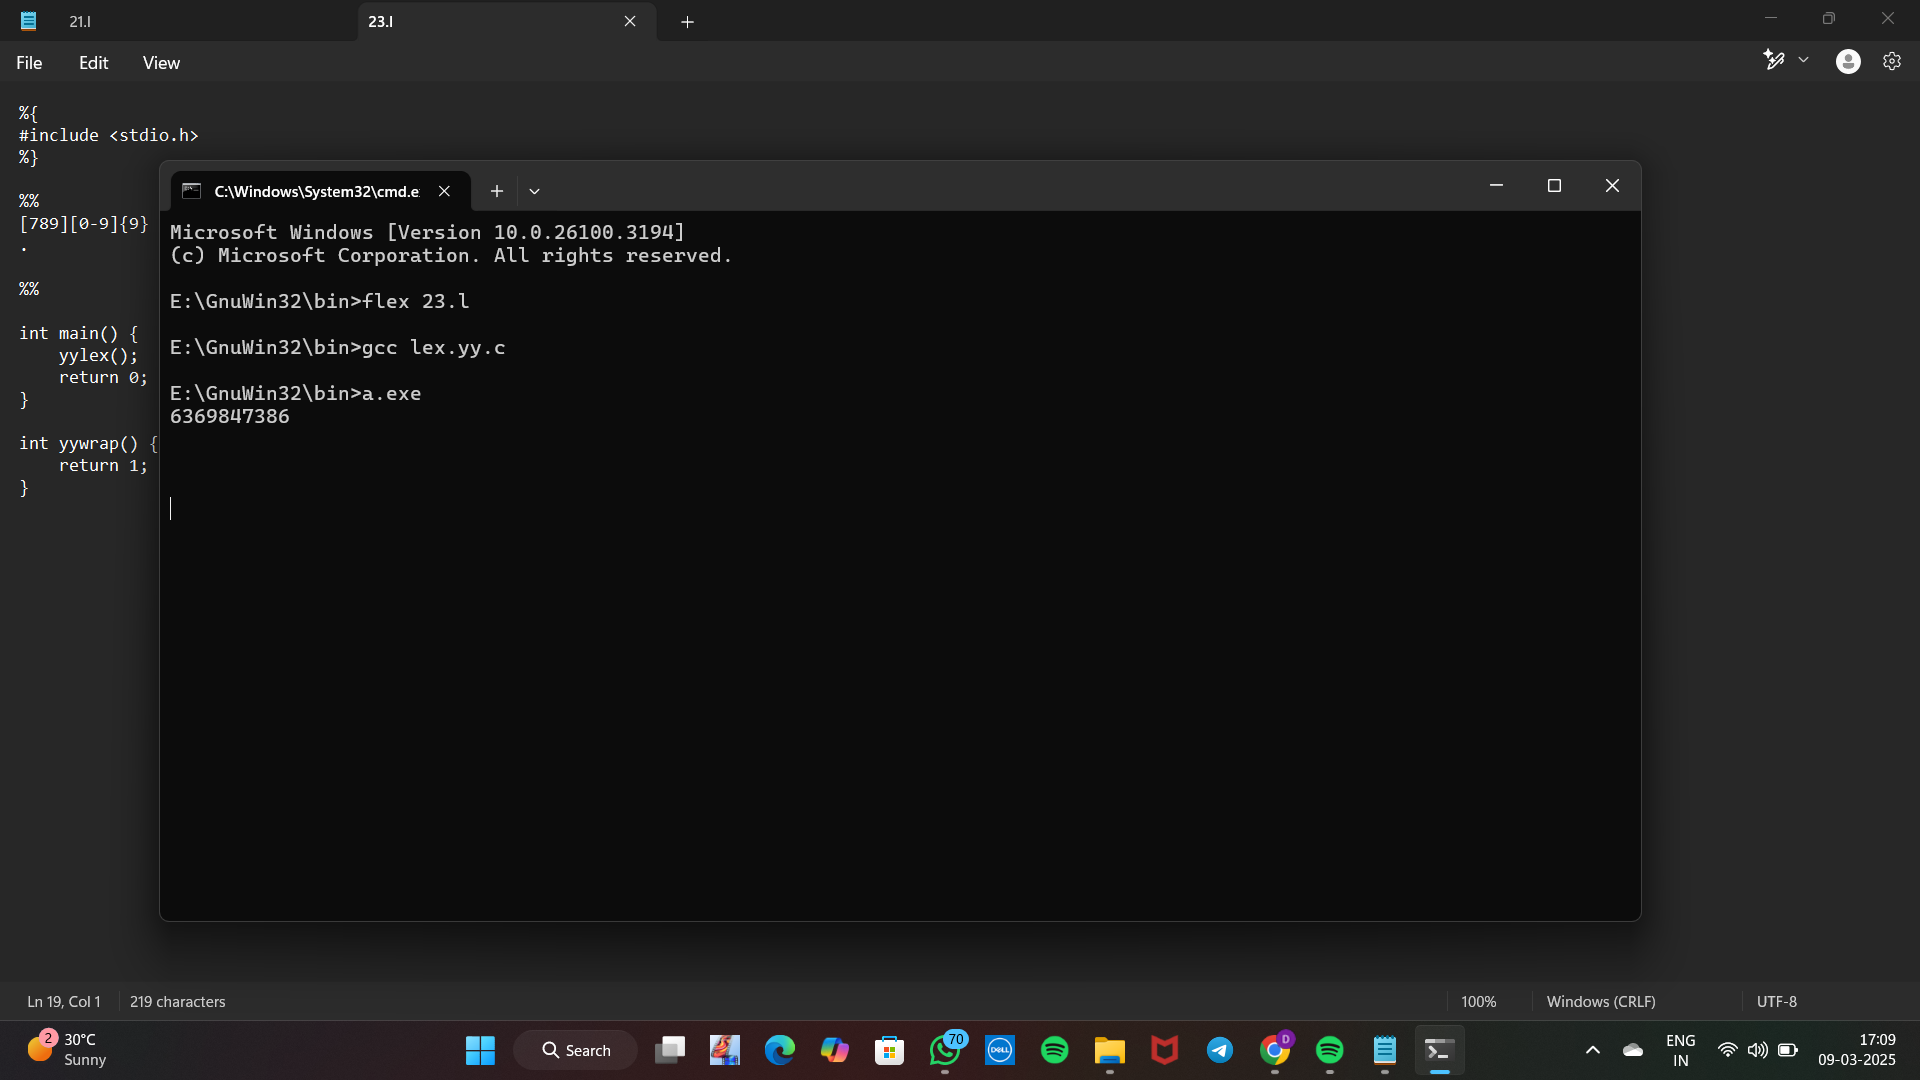 21.l
23.l
File
Edit
View
%{
#include <stdio.h>
%}
%%
[789][0-9]{9}
.
%%
int main() {
yylex();
return 0;
}
int yywrap() {
return 1;
}
C:\Windows\System32\cmd.e
Microsoft Windows [Version 10.0.26100.3194]
(c) Microsoft Corporation. All rights reserved.
E:\GnuWin32\bin>flex 23.l
E:\GnuWin32\bin>gcc lex.yy.c
E:\GnuWin32\bin>a.exe
6369847386
Ln 19, Col 1
219 characters
100%
Windows (CRLF)
UTF-8
2
30°C
Sunny
Search
70
DELL
D
ENG
IN
17:09
09-03-2025